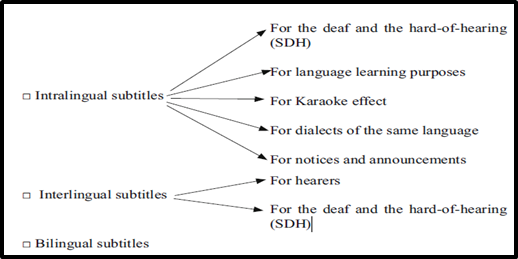 For the deaf and the hard-of-hearing
(SDH)
□ Intralingual subtitles
For language learning purposes
For Karaoke effect
For dialects of the same language
For notices and announcements
For hearers
□ Interlingual subtitles
For the deaf and the hard-of-hearing
(SDH)
□ Bilingual subtitles